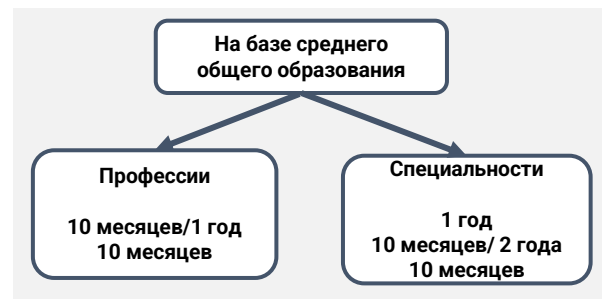 На базе среднего
общего образования
Профессии
10 месяцев/1 год
10 месяцев
Специальности
1 год
10 месяцев/ 2 года
10 месяцев